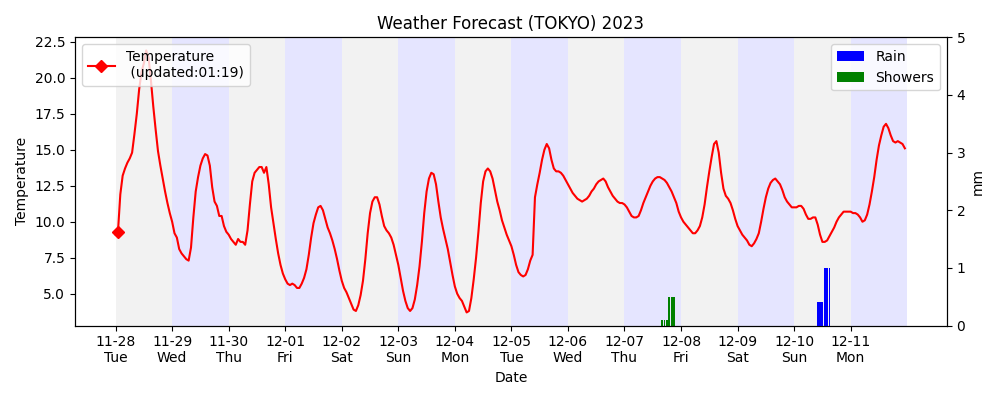 Weather Forecast (TOKYO) 2023
Temperature
(updated:01:19)
Rain
Showers
Temperature
22.5
20.0
17.5
15.0
12.5
10.0
7.5
5.0
5
4
3
2
1
0
mm
11-28 11-29 11-30 12-01 12-02 12-03 12-04 12-05 12-06 12-07 12-08 12-09 12-10 12-11
Tue Wed Thu Fri Sat Sun Mon Tue Wed Thu Fri Sat Sun Mon
Date